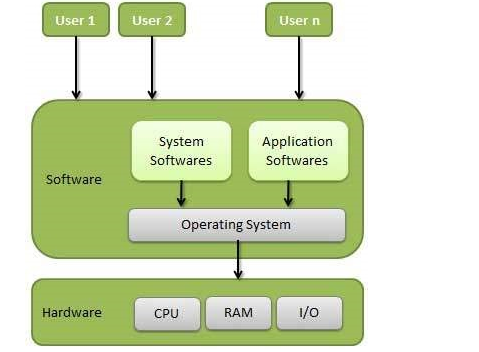 User 1
User 2
User n
System
Softwares
Application
Softwares
Software
Operating System
Hardware
CPU
RAM
I/O